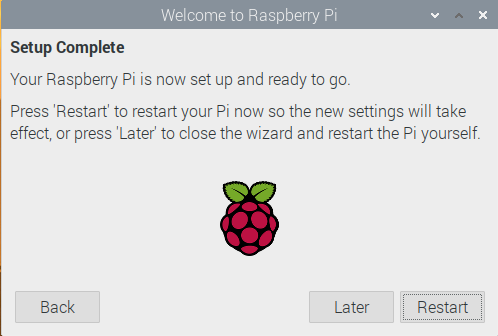 Welcome to Raspberry Pi
Setup Complete
Your Raspberry Pi is now set up and ready to go.
Press 'Restart' to restart your Pi now so the new settings will take
effect, or press 'Later' to close the wizard and restart the Pi yourself.
Back
Later
Restart